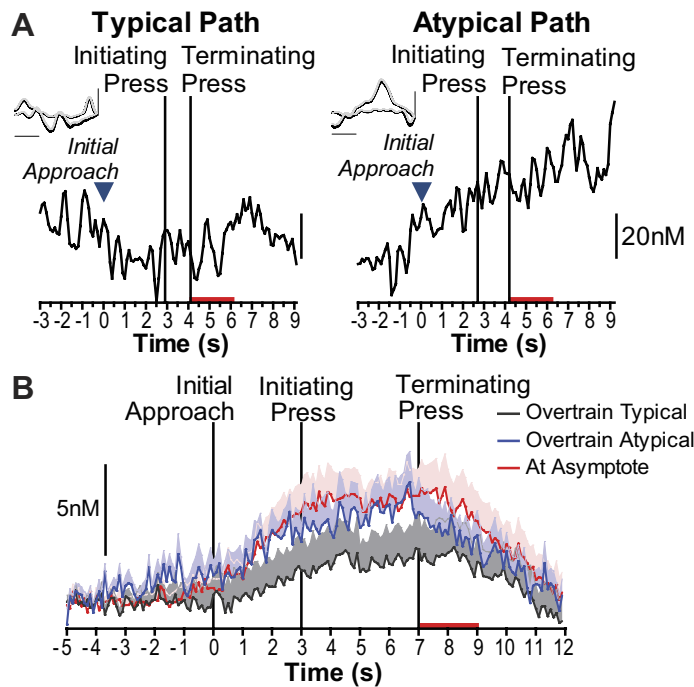 A
Typical Path
Atypical Path
Initiating
Press
Terminating
Press
Initiating
Press
Terminating
Press
Initial
Approach
Initial
Approach
20nM
-3 -2 -1 0 1 2 3 4 5 6 7 8 9
-3 -2 -1 0 1 2 3 4 5 6 7 8 9
Time (s)
Time (s)
B
Initial
Approach
Initiating
Press
Terminating
Press
Overtrain Typical
Overtrain Atypical
At Asymptote
5nM
-5 -4 -3 -2 -1 0 1 2 3 4 5 6 7 8 9 10 11 12
Time (s)